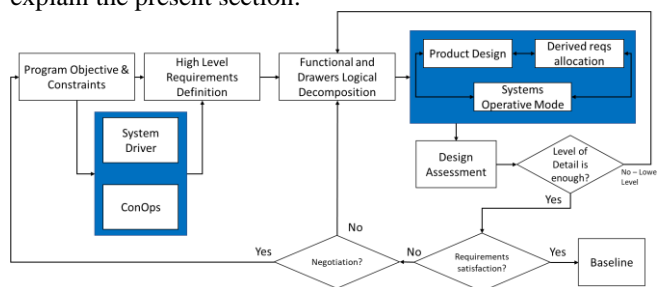 explain the present section.
Program Objective &
Constraints
High Level
Requirements
Definition
Functional and
Drawers Logical
Decomposition
Product Design
Derived reqs
allocation
Systems
Operative Mode
System
Driver
ConOps
Design
Assessment
Level of
Detail is
enough?
No – Lowe
Level
Yes
No
Yes
Negotiation?
No
Requirements
satisfaction?
Yes
Baseline